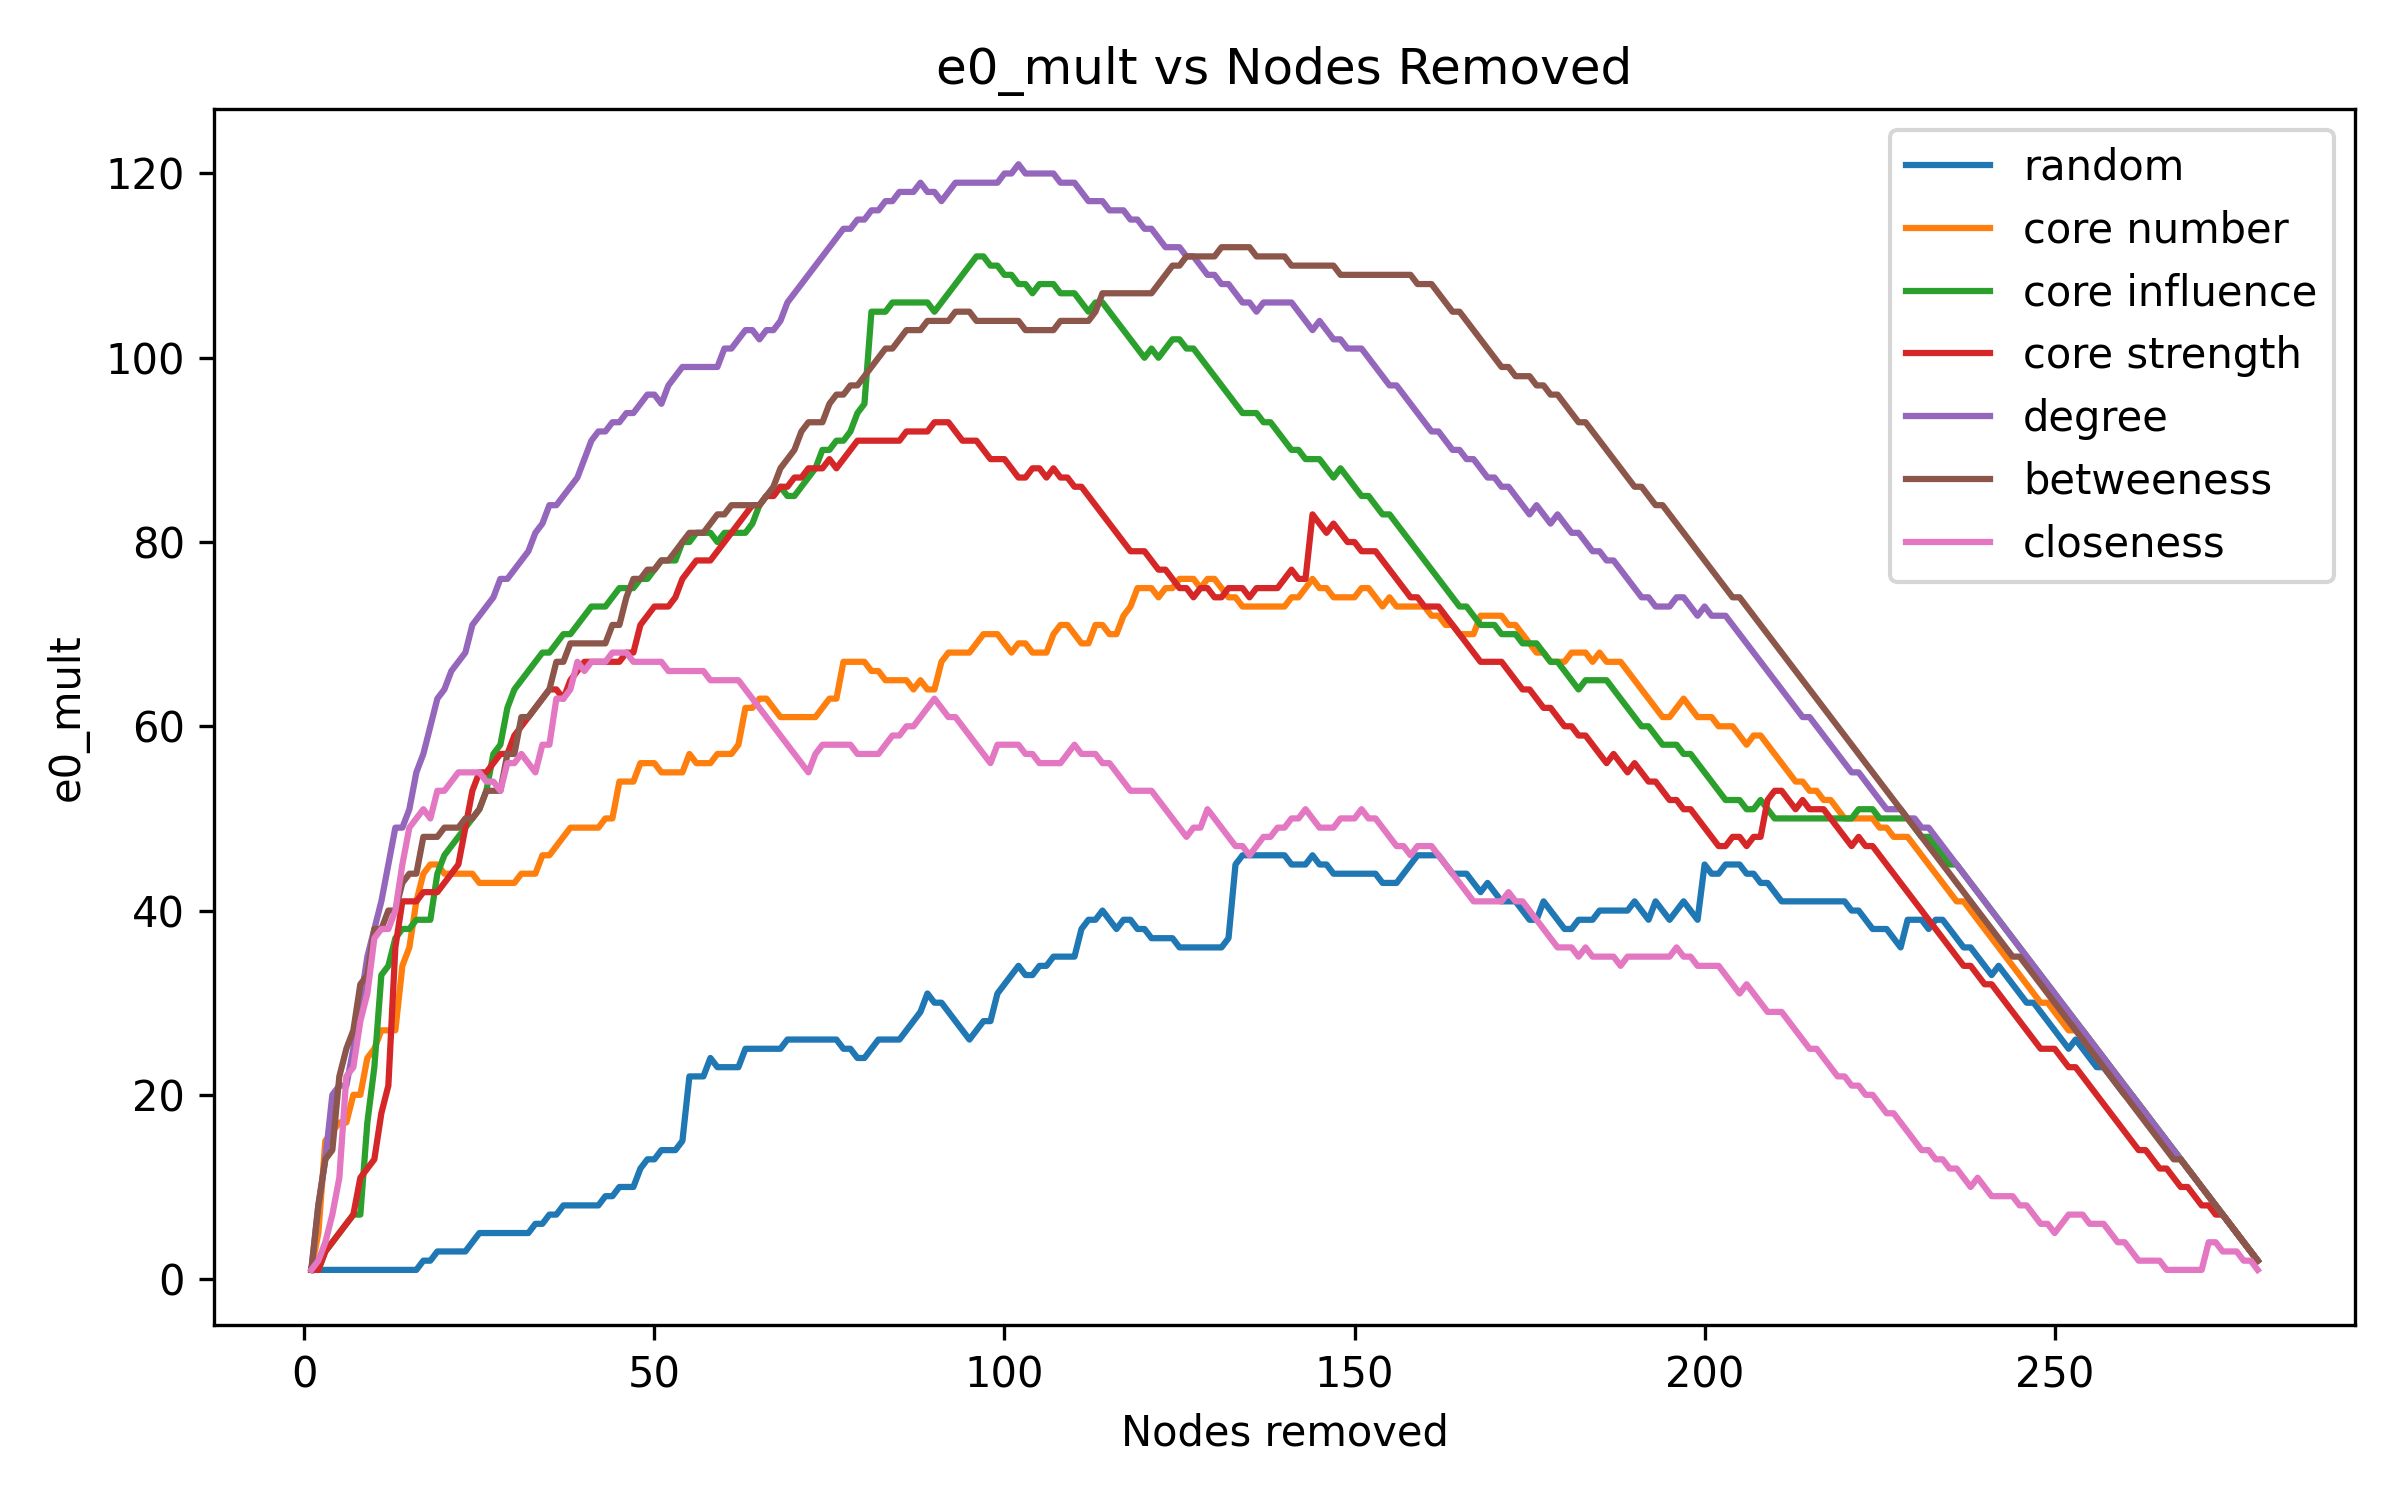 e0_mult vs Nodes Removed
120
100
80
60
40
20
0
e0_mult
0
50
100
150
200
250
Nodes removed
random
core number
core influence
core strength
degree
betweeness
closeness